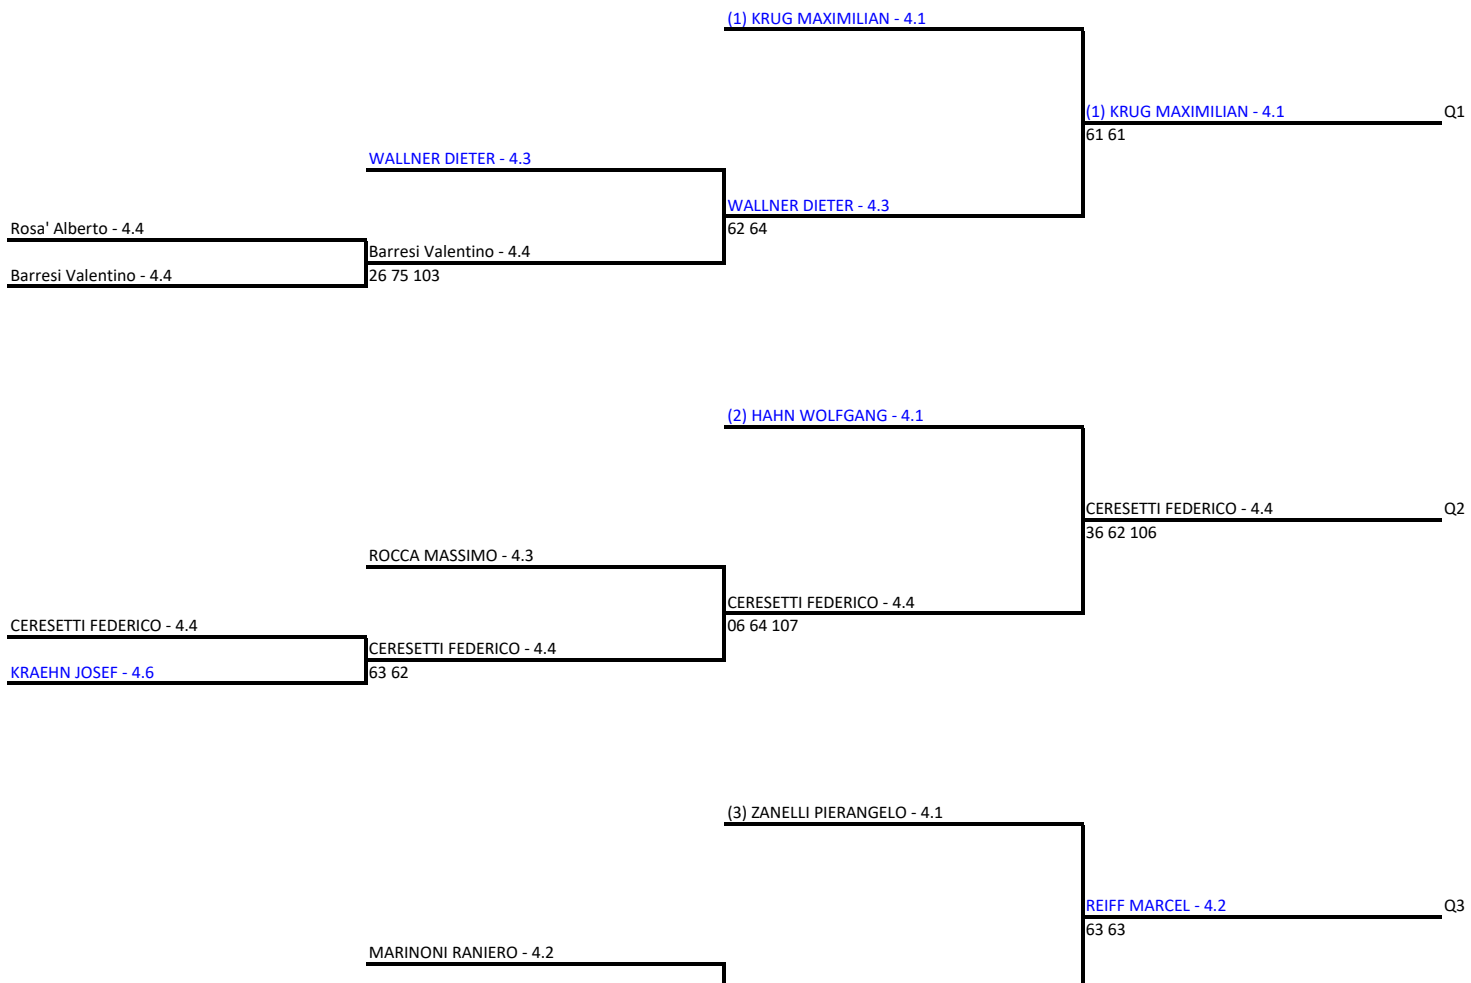 (1) KRUG MAXIMILIAN - 4.1
(1) KRUG MAXIMILIAN - 4.1 Q1
61 61
WALLNER DIETER - 4.3
WALLNER DIETER - 4.3
62 64
Rosa' Alberto - 4.4
Barresi Valentino - 4.4
Barresi Valentino - 4.4
26 75 103
(2) HAHN WOLFGANG - 4.1
CERESETTI FEDERICO - 4.4 Q2
36 62 106
ROCCA MASSIMO - 4.3
CERESETTI FEDERICO - 4.4
06 64 107
CERESETTI FEDERICO - 4.4
CERESETTI FEDERICO - 4.4
KRAEHN JOSEF - 4.6
63 62
(3) ZANELLI PIERANGELO - 4.1
REIFF MARCEL - 4.2 Q3
63 63
MARINONI RANIERO - 4.2